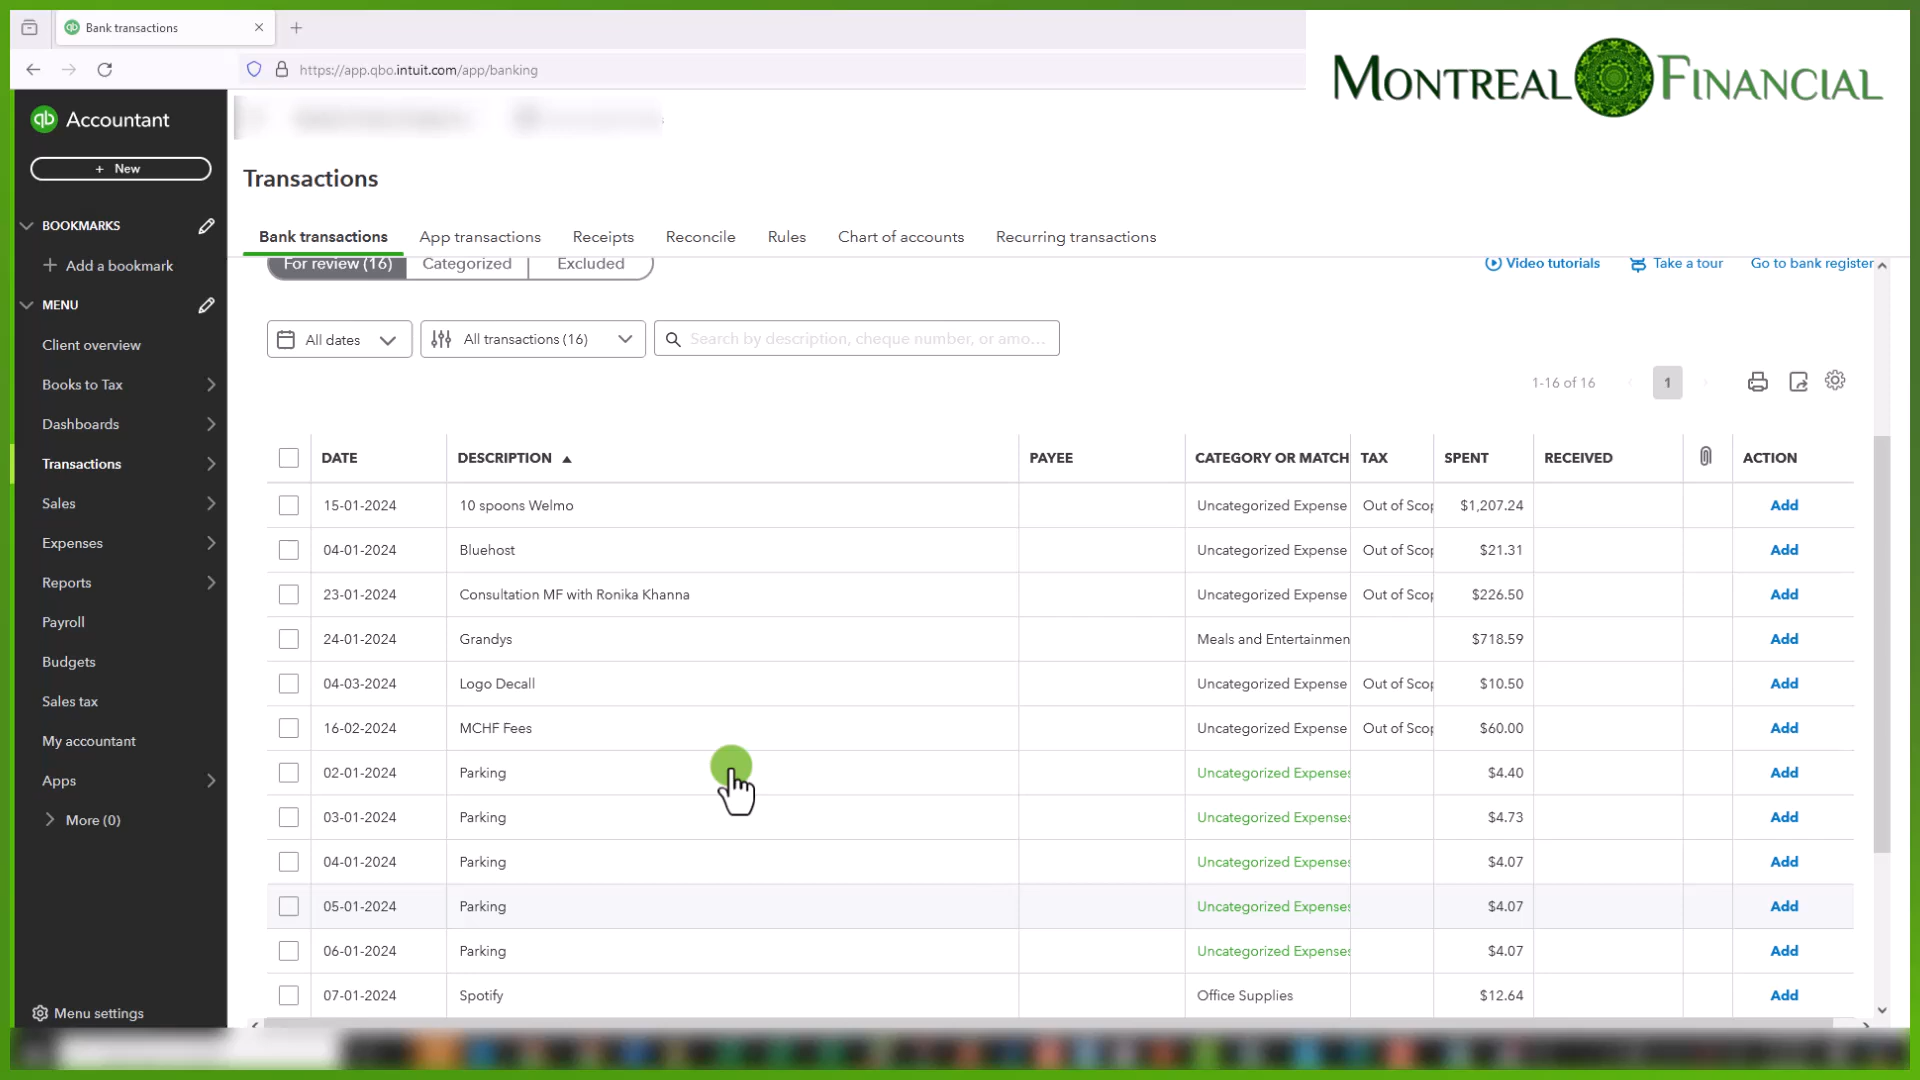 Bank transactions
https://app.qbo.intuit.com/app/banking
MONTREAL FINANCIAL
qb Accountant
+ New
BOOKMARKS
Add a bookmark
MENU
Client overview
Books to Tax
Dashboards
Transactions
Sales
Expenses
Reports
Payroll
Budgets
Sales tax
My accountant
Apps
More (0)
Menu settings
Transactions
Bank transactions App transactions Receipts Reconcile Rules Chart of accounts Recurring transactions
For review (16) Categorized Excluded Video tutorials Take a tour Go to bank register
All dates All transactions (16) Search by description, cheque number, or amo...
1-16 of 16 1
DATE DESCRIPTION PAYEE CATEGORY OR MATCH TAX SPENT RECEIVED ACTION
15-01-2024 10 spoons Welmo Uncategorized Expense Out of Scop $1,207.24 Add
04-01-2024 Bluehost Uncategorized Expense Out of Scop $21.31 Add
23-01-2024 Consultation MF with Ronika Khanna Uncategorized Expense Out of Scop $226.50 Add
24-01-2024 Grandys Meals and Entertainmen $718.59 Add
04-03-2024 Logo Decall Uncategorized Expense Out of Scop $10.50 Add
16-02-2024 MCHF Fees Uncategorized Expense Out of Scop $60.00 Add
02-01-2024 Parking Uncategorized Expenses $4.40 Add
03-01-2024 Parking Uncategorized Expenses $4.73 Add
04-01-2024 Parking Uncategorized Expenses $4.07 Add
05-01-2024 Parking Uncategorized Expenses $4.07 Add
06-01-2024 Parking Uncategorized Expenses $4.07 Add
07-01-2024 Spotify Office Supplies $12.64 Add